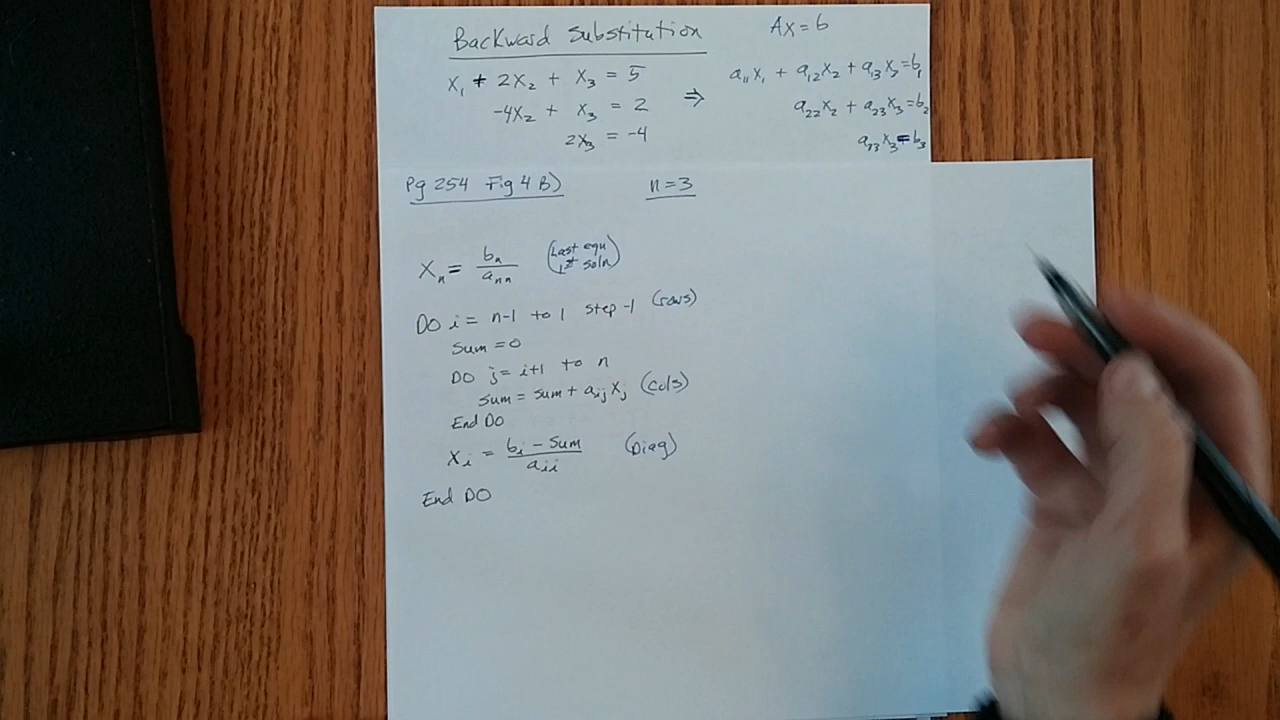 Backward Substitution
Ax = b
x₁ + 2x₂ + x₃ = 5
-4x₂ + x₃ = 2
2x₃ = -4
⇒
a₁₁x₁ + a₁₂x₂ + a₁₃x₃ = b₁
a₂₂x₂ + a₂₃x₃ = b₂
a₃₃x₃ = b₃
Pg 254 Fig 4 B)
n=3
xₙ = bₙ / aₙₙ (Last equ 1st soln)
DO i = n-1 to 1 step -1 (rows)
sum = 0
DO j = i+1 to n
sum = sum + aᵢⱼ xⱼ (cols)
End DO
xᵢ = bᵢ - sum / aᵢᵢ (Diag)
End DO